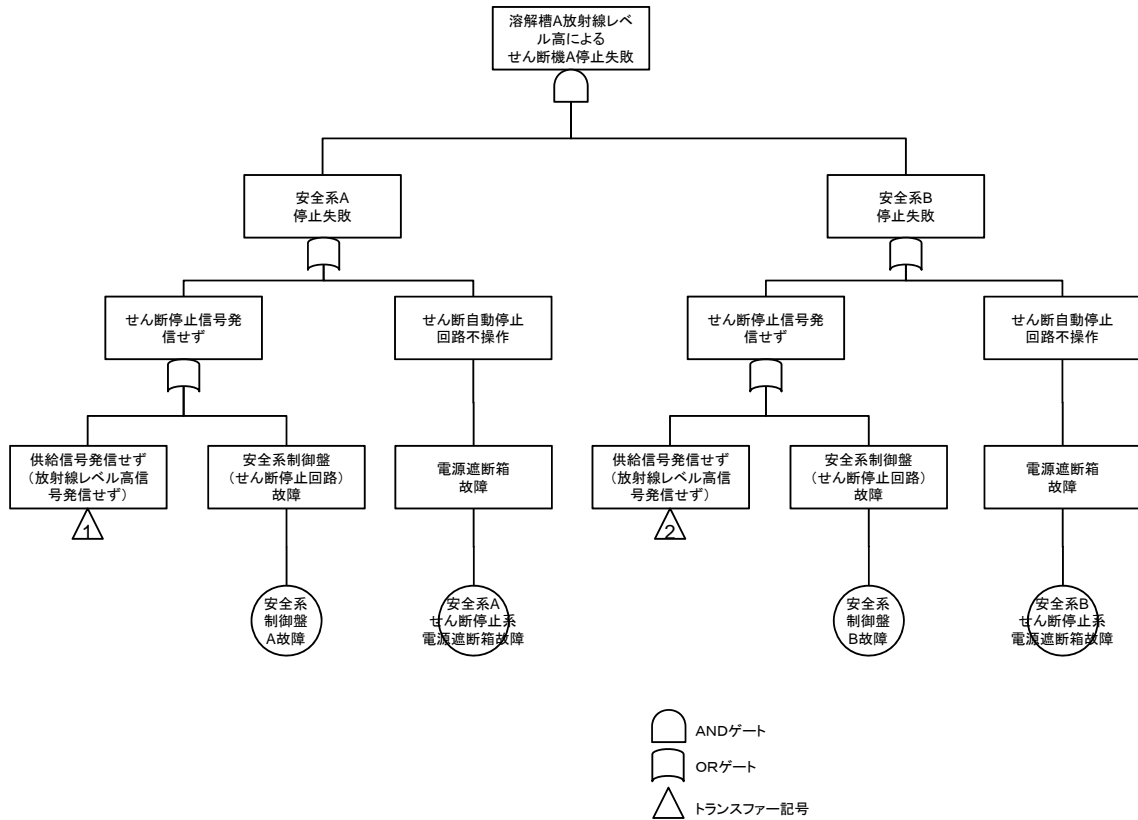 溶解槽A放射線レベ
ル高による
せん断機A停止失敗
安全系A
停止失敗
安全系B
停止失敗
せん断停止信号発
信せず
せん断自動停止
回路不操作
せん断停止信号発
信せず
せん断自動停止
回路不操作
供給信号発信せず
(放射線レベル高信
号発信せず)
安全系制御盤
(せん断停止回路)
故障
電源遮断箱
故障
供給信号発信せず
(放射線レベル高信
号発信せず)
安全系制御盤
(せん断停止回路)
故障
電源遮断箱
故障
1
2
安全系
制御盤
A故障
安全系A
せん断停止系
電源遮断箱故障
安全系
制御盤
B故障
安全系B
せん断停止系
電源遮断箱故障
ANDゲート
ORゲート
トランスファー記号